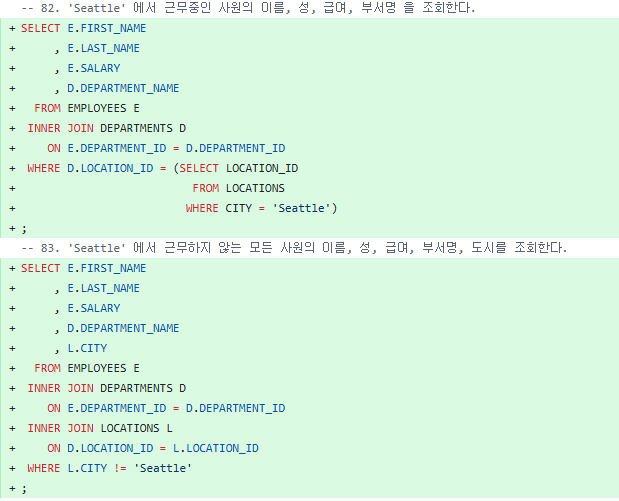 -- 82. 'Seattle' 에서 근무중인 사원의 이름, 성, 급여, 부서명 을 조회한다.
+ SELECT E.FIRST_NAME
+      , E.LAST_NAME
+      , E.SALARY
+      , D.DEPARTMENT_NAME
+   FROM EMPLOYEES E
+  INNER JOIN DEPARTMENTS D
+     ON E.DEPARTMENT_ID = D.DEPARTMENT_ID
+  WHERE D.LOCATION_ID = (SELECT LOCATION_ID
+                           FROM LOCATIONS
+                          WHERE CITY = 'Seattle')
+ ;
-- 83. 'Seattle' 에서 근무하지 않는 모든 사원의 이름, 성, 급여, 부서명, 도시를 조회한다.
+ SELECT E.FIRST_NAME
+      , E.LAST_NAME
+      , E.SALARY
+      , D.DEPARTMENT_NAME
+      , L.CITY
+   FROM EMPLOYEES E
+  INNER JOIN DEPARTMENTS D
+     ON E.DEPARTMENT_ID = D.DEPARTMENT_ID
+  INNER JOIN LOCATIONS L
+     ON D.LOCATION_ID = L.LOCATION_ID
+  WHERE L.CITY != 'Seattle'
+ ;